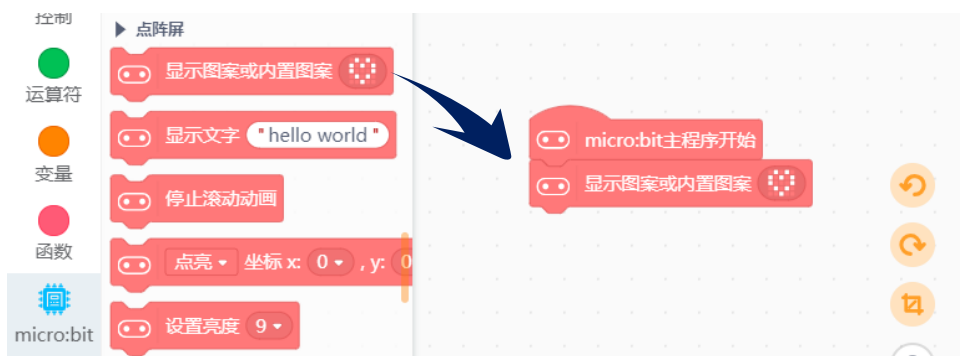 控制
运算符
变量
函数
micro:bit
点阵屏
显示图案或内置图案
显示文字 "hello world"
停止滚动动画
点亮 坐标 x: 0 , y: 0
设置亮度 9
micro:bit主程序开始
显示图案或内置图案